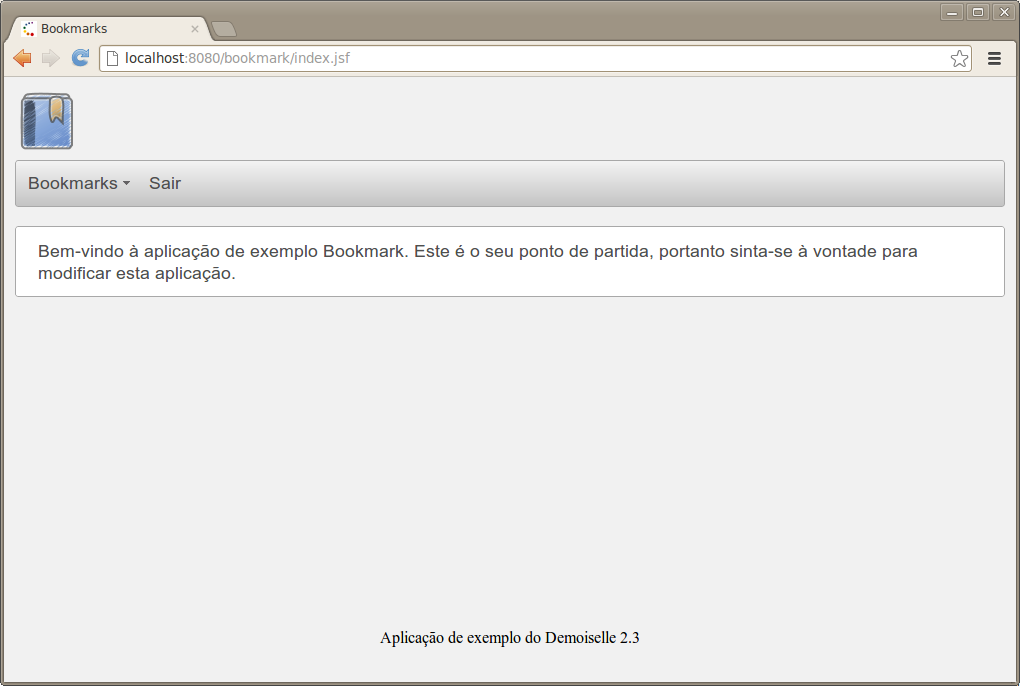 Bookmarks
localhost:8080/bookmark/index.jsf
Bookmarks Sair
Bem-vindo à aplicação de exemplo Bookmark. Este é o seu ponto de partida, portanto sinta-se à vontade para
modificar esta aplicação.
Aplicação de exemplo do Demoiselle 2.3